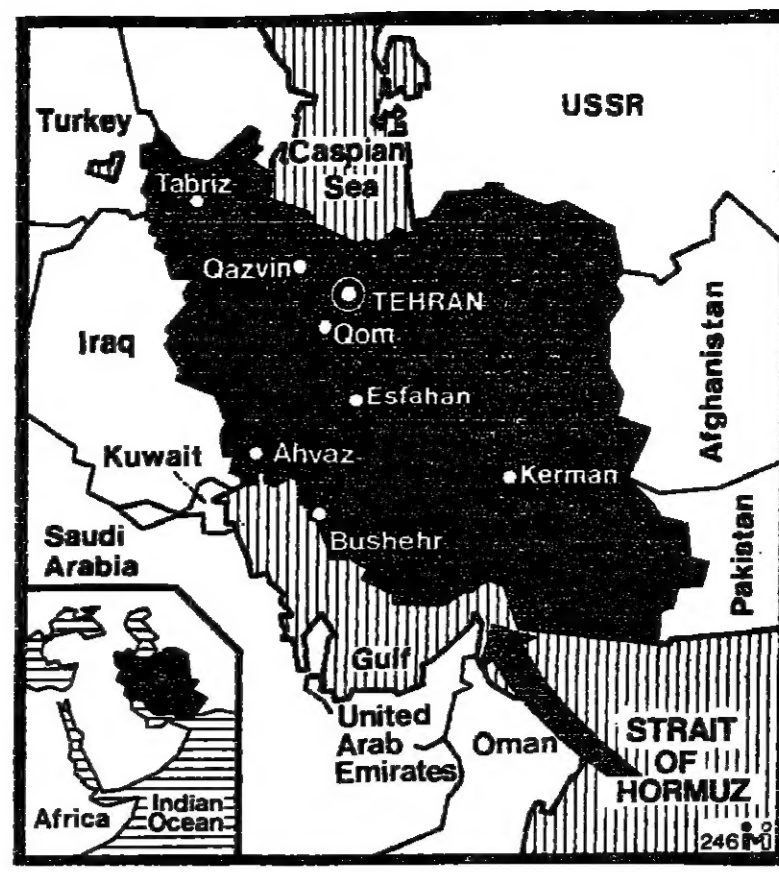 USSR
Turkey
Caspian
Sea
Tabriz
Qazvin
TEHRAN
Qom
Iraq
Afghanistan
Esfahan
Kuwait
Ahvaz
Kerman
Saudi
Arabia
Bushehr
Pakistan
Gulf
United
Arab
Emirates
Oman
STRAIT
OF
HORMUZ
Africa
Indian
Ocean
246